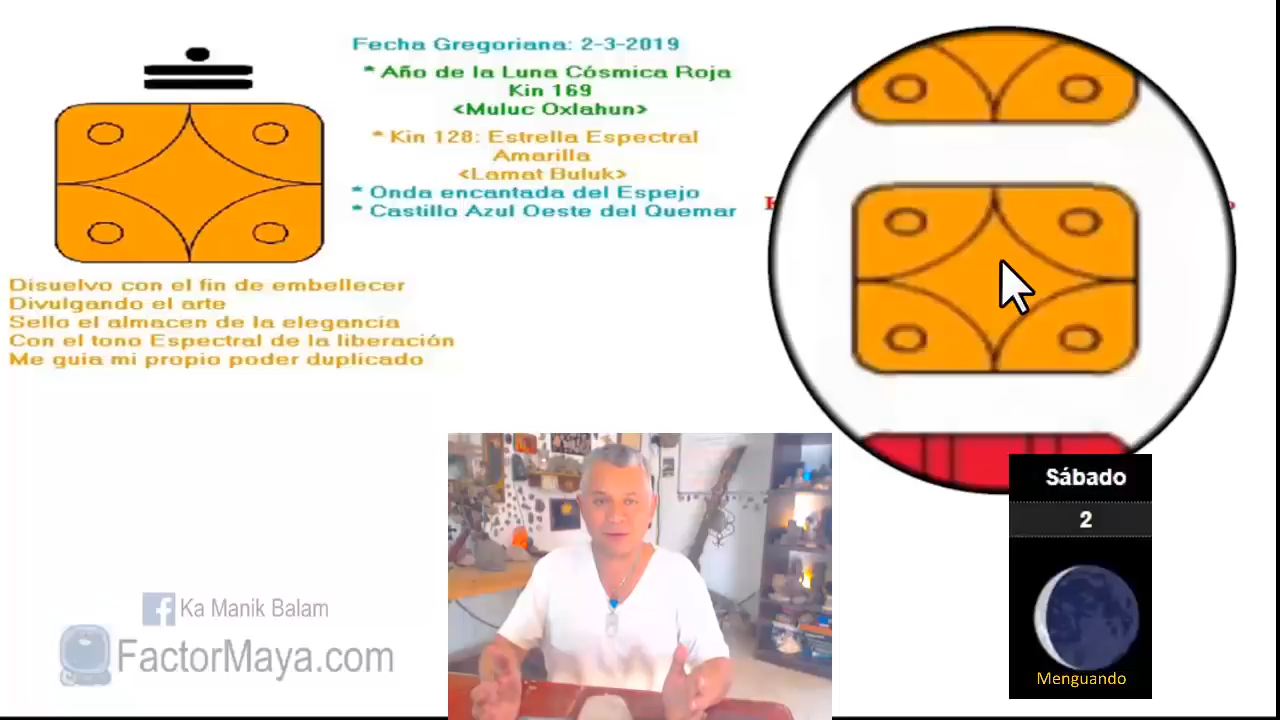 Fecha Gregoriana: 2-3-2019
* Año de la Luna Cósmica Roja
Kin 169
<Muluc Oxlahun>
* Kin 128: Estrella Espectral
Amarilla
<Lamat Buluk>
* Onda encantada del Espejo
* Castillo Azul Oeste del Quemar
Disuelvo con el fin de embellecer
Divulgando el arte
Sello el almacen de la elegancia
Con el tono Espectral de la liberación
Me guia mi propio poder duplicado
Sábado
2
Menguando
Ka Manik Balam
FactorMaya.com